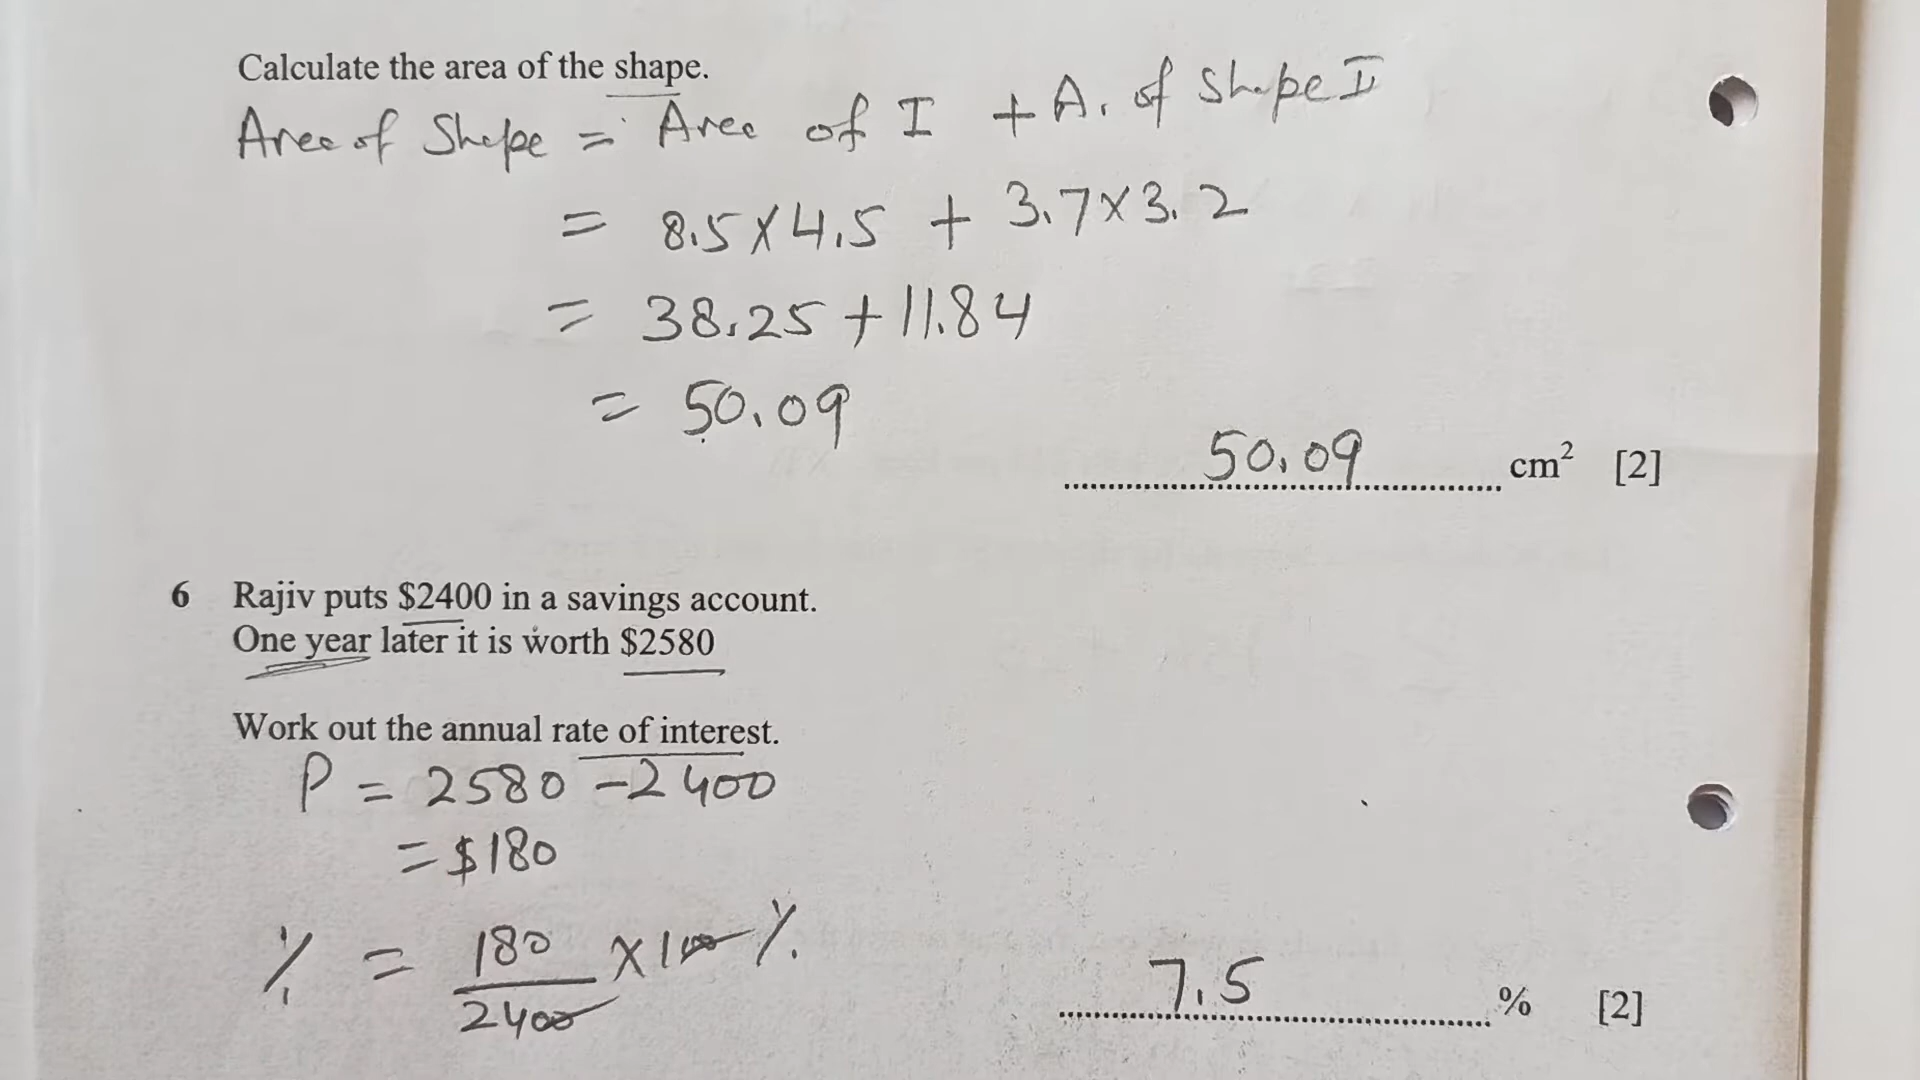 Calculate the area of the shape.
Area of Shape = Area of I + A. of Shape II
= 8.5 × 4.5 + 3.7 × 3.2
= 38.25 + 11.84
= 50.09
50.09 cm² [2]
6 Rajiv puts $2400 in a savings account.
One year later it is worth $2580
Work out the annual rate of interest.
P = 2580 - 2400
= $180
% = 180/2400 × 100 %
7.5 % [2]